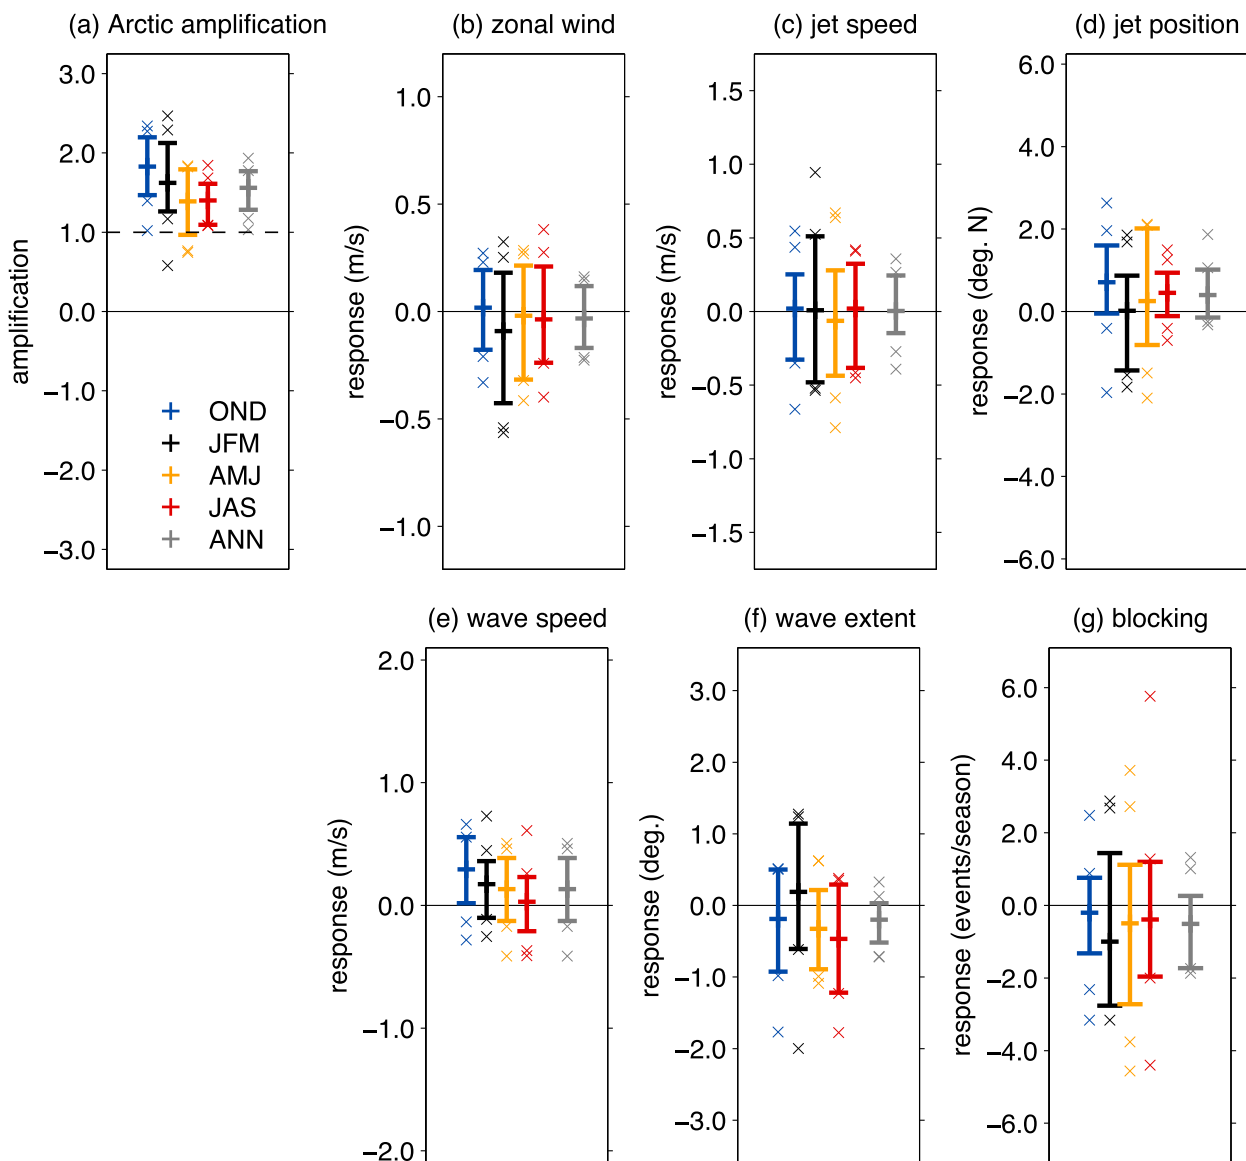 (a) Arctic amplification
amplification
3.0
2.0
1.0
0.0
−1.0
−2.0
−3.0
OND
JFM
AMJ
JAS
ANN
(b) zonal wind
response (m/s)
1.0
0.5
0.0
−0.5
−1.0
(c) jet speed
response (m/s)
1.5
1.0
0.5
0.0
−0.5
−1.0
−1.5
(d) jet position
response (deg. N)
6.0
4.0
2.0
0.0
−2.0
−4.0
−6.0
(e) wave speed
response (m/s)
2.0
1.0
0.0
−1.0
−2.0
(f) wave extent
response (deg.)
3.0
2.0
1.0
0.0
−1.0
−2.0
−3.0
(g) blocking
response (events/season)
6.0
4.0
2.0
0.0
−2.0
−4.0
−6.0